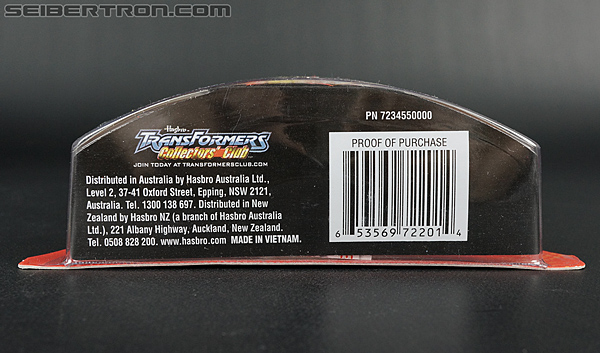 SEIBERTRON.COM
PN 7234550000
Hasbro
TRANSFORMERS
Collectors' Club
JOIN TODAY AT TRANSFORMERSCLUB.COM
Distributed in Australia by Hasbro Australia Ltd.,
Level 2, 37-41 Oxford Street, Epping, NSW 2121,
Australia. Tel. 1300 138 697. Distributed in New
Zealand by Hasbro NZ (a branch of Hasbro Australia
Ltd.), 221 Albany Highway, Auckland, New Zealand.
Tel. 0508 828 200. www.hasbro.com MADE IN VIETNAM.
PROOF OF PURCHASE
6 53569 72201 4